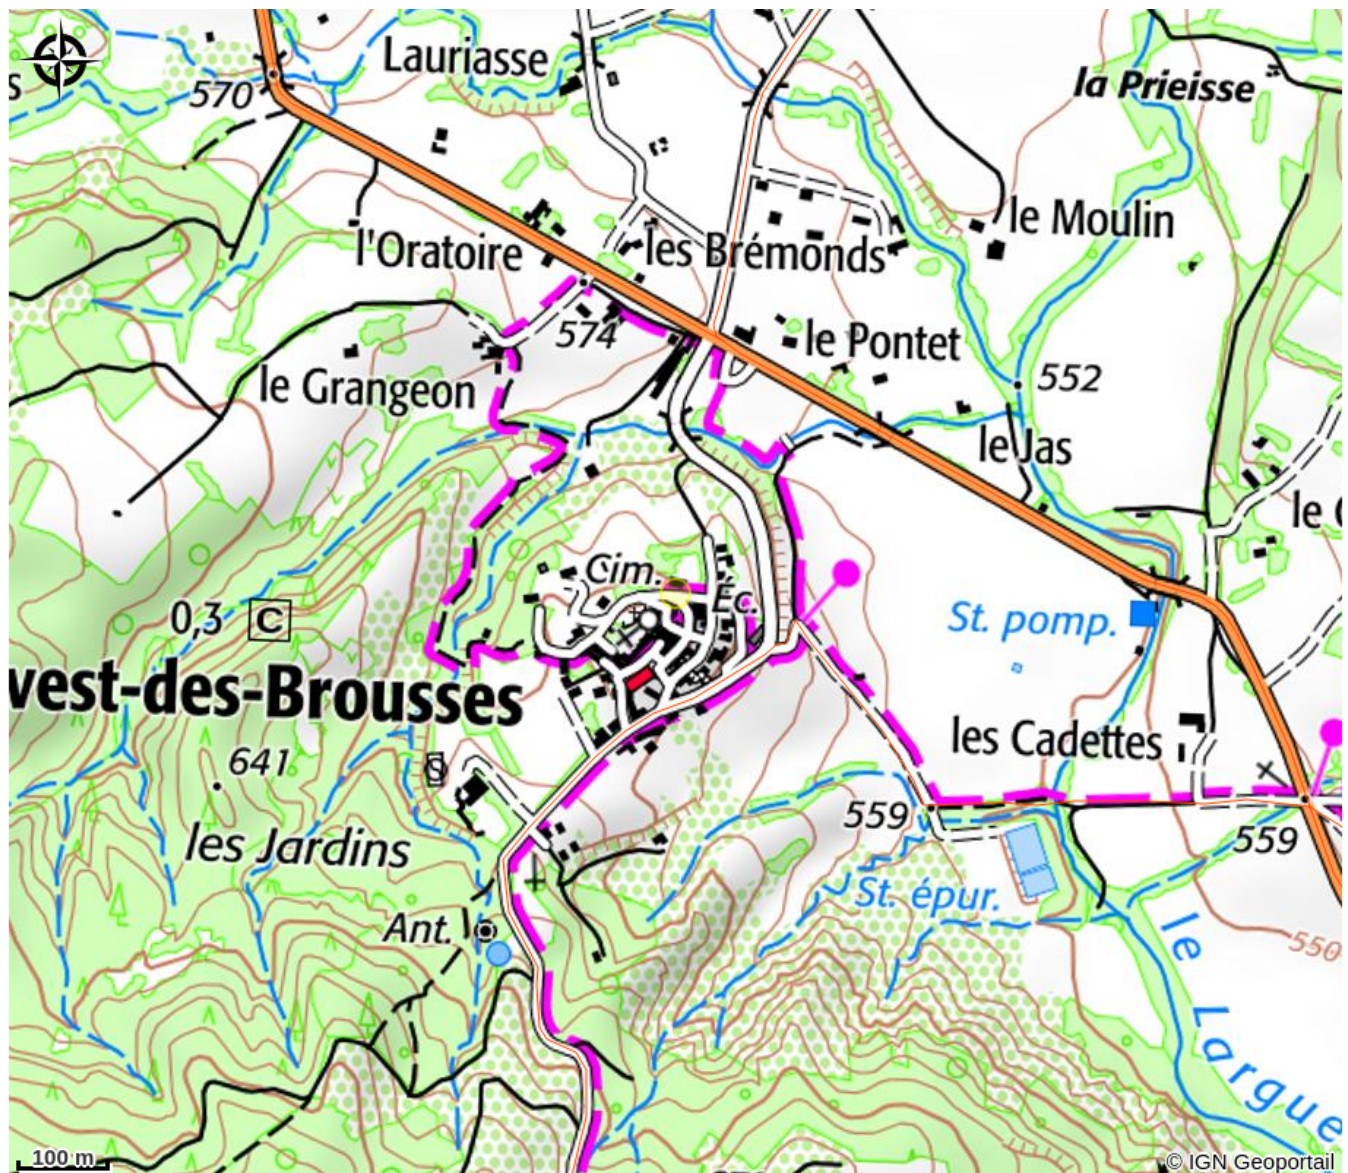 Lauriasse
570
la Prieisse
le Moulin
l'Oratoire
les Brémonds
574
le Pontet
le Grangeon
552
le Jas
Cim.
Éc.
0,3
C
St. pomp.
vest-des-Brousses
les Cadettes
641
559
559
les Jardins
St. épur.
Ant.
le Largue
550
100 m
© IGN Geoportail